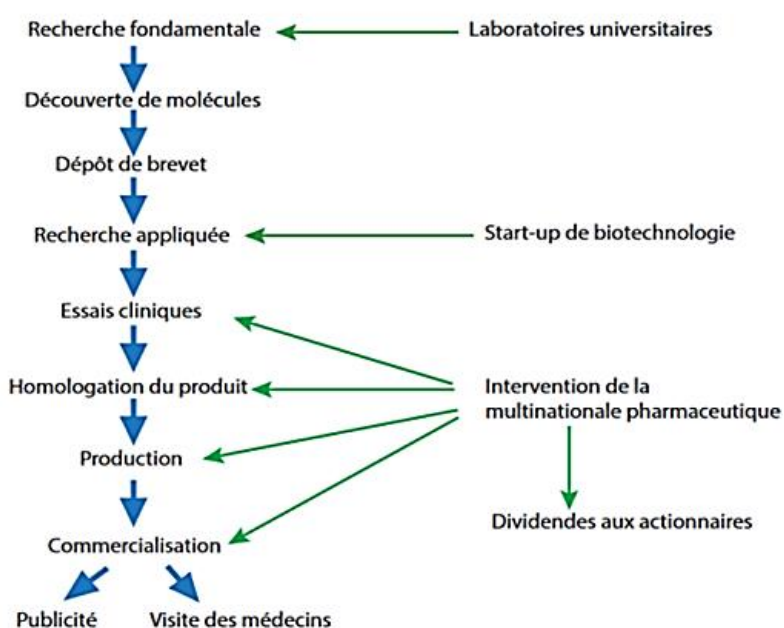 Recherche fondamentale
Laboratoires universitaires
Découverte de molécules
Dépôt de brevet
Recherche appliquée
Start-up de biotechnologie
Essais cliniques
Homologation du produit
Intervention de la
multinationale pharmaceutique
Production
Dividendes aux actionnaires
Commercialisation
Publicité
Visite des médecins